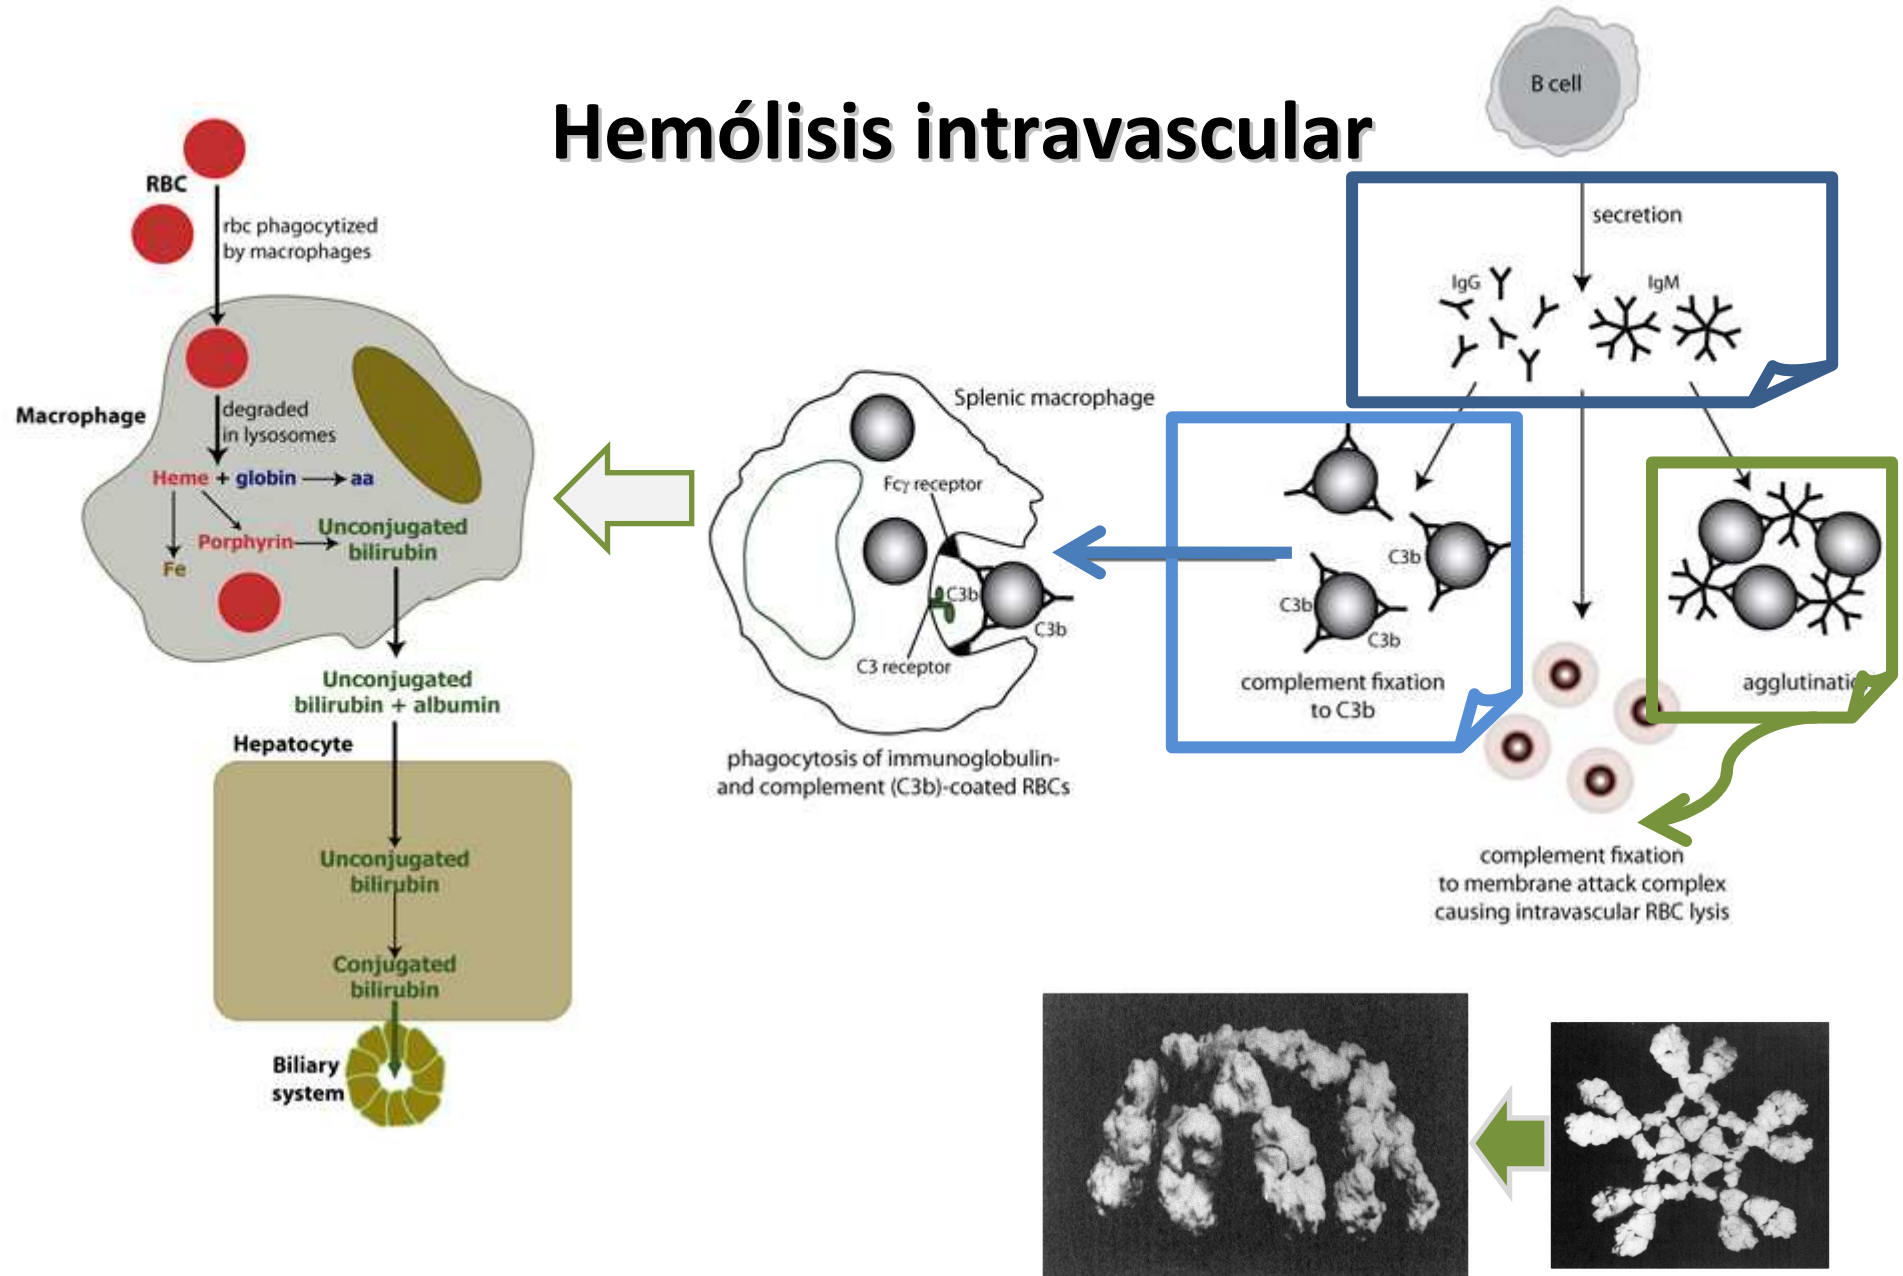 Hemólisis intravascular
RBC
rbc phagocytized
by macrophages
Macrophage
degraded
in lysosomes
Heme + globin aa
Porphyrin
Fe
Unconjugated
bilirubin
Unconjugated
bilirubin + albumin
Hepatocyte
Unconjugated
bilirubin
Conjugated
bilirubin
Biliary
system
Splenic macrophage
Fcγ receptor
C3b
C3b
C3 receptor
phagocytosis of immunoglobulin-
and complement (C3b)-coated RBCs
B cell
secretion
IgG
IgM
C3b
C3b
C3b
complement fixation
to C3b
agglutinatio
complement fixation
to membrane attack complex
causing intravascular RBC lysis